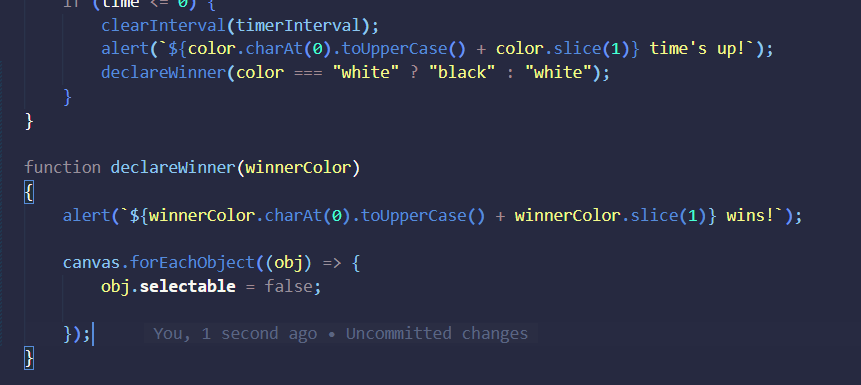 if (time <= 0) {
clearInterval(timerInterval);
alert(`${color.charAt(0).toUpperCase() + color.slice(1)} time's up!`);
declareWinner(color === "white" ? "black" : "white");
}
}
function declareWinner(winnerColor)
{
alert(`${winnerColor.charAt(0).toUpperCase() + winnerColor.slice(1)} wins!`);
canvas.forEachObject((obj) => {
obj.selectable = false;
});    You, 1 second ago • Uncommitted changes
}